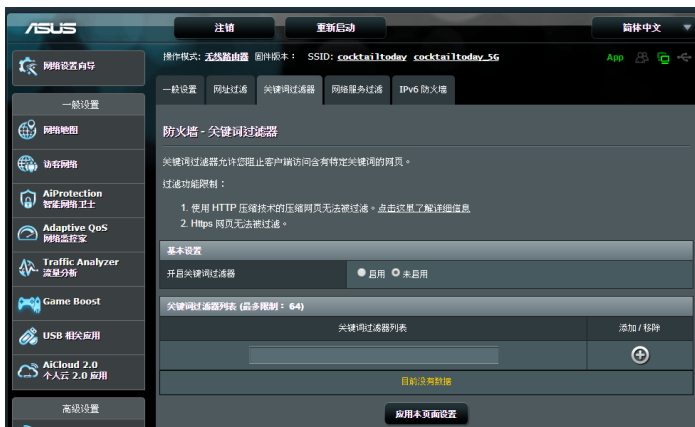 ASUS
注销
重新启动
简体中文
操作模式: 无线路由器 固件版本： SSID: cocktailtoday cocktailtoday_5G
App
网络设置向导
一般设置 网址过滤 关键词过滤器 网络服务过滤 IPv6 防火墙
一般设置
网络地图
访客网络
AiProtection
智能网络卫士
Adaptive QoS
网络监控家
Traffic Analyzer
流量分析
Game Boost
USB 相关应用
AiCloud 2.0
个人云 2.0 应用
高级设置
防火墙 - 关键词过滤器
关键词过滤器允许您阻止客户端访问含有特定关键词的网页。
过滤功能限制：
1. 使用 HTTP 压缩技术的压缩网页无法被过滤。点击这里了解详细信息
2. Https 网页无法被过滤。
基本设置
开启关键词过滤器 启用 未启用
关键词过滤器列表 (最多限制： 64)
关键词过滤器列表 添加 / 移除
目前没有数据
应用本页面设置